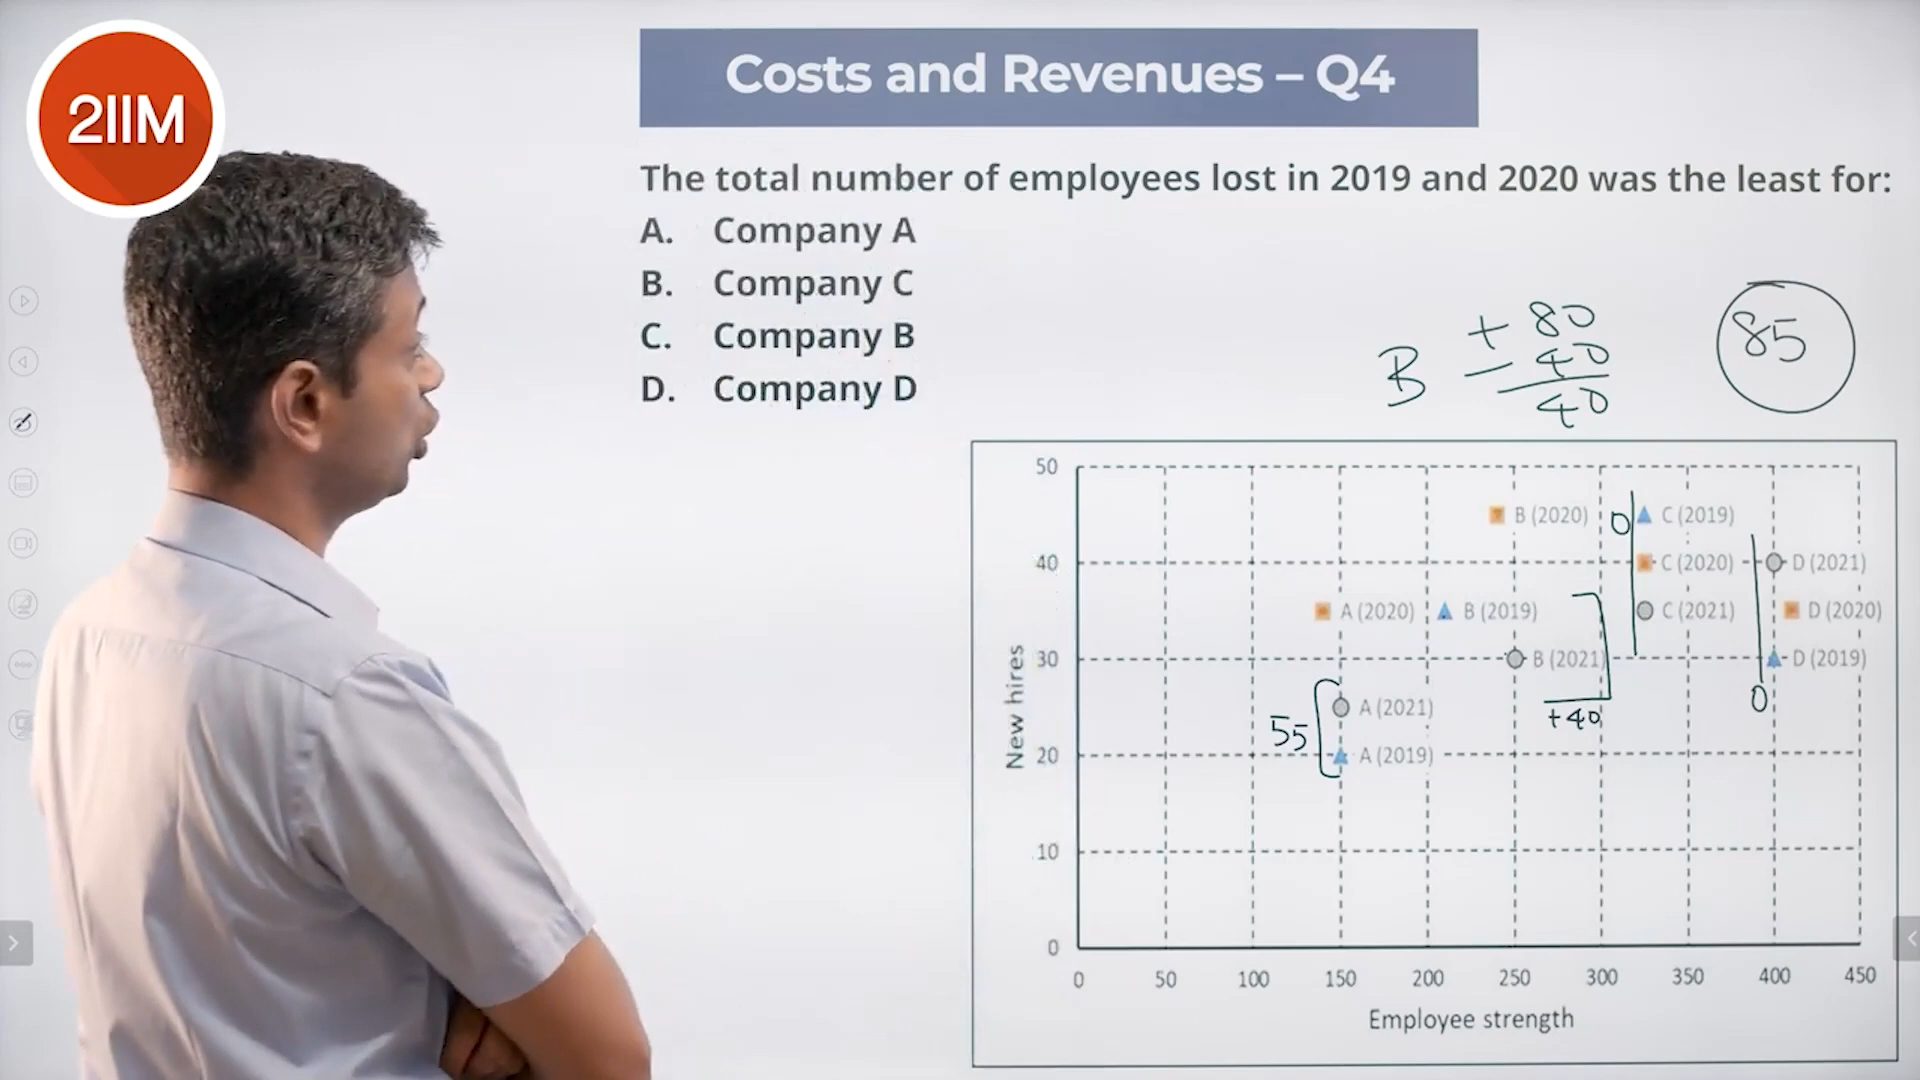 2IIM
Costs and Revenues – Q4
The total number of employees lost in 2019 and 2020 was the least for:
A. Company A
B. Company C
C. Company B
D. Company D
B
+ 80
- 40
40
85
50
B (2020)
0
C (2019)
40
C (2020)
D (2021)
A (2020)
B (2019)
C (2021)
D (2020)
30
B (2021)
D (2019)
0
+40
55
A (2021)
20
A (2019)
10
0
0 50 100 150 200 250 300 350 400 450
New hires
Employee strength